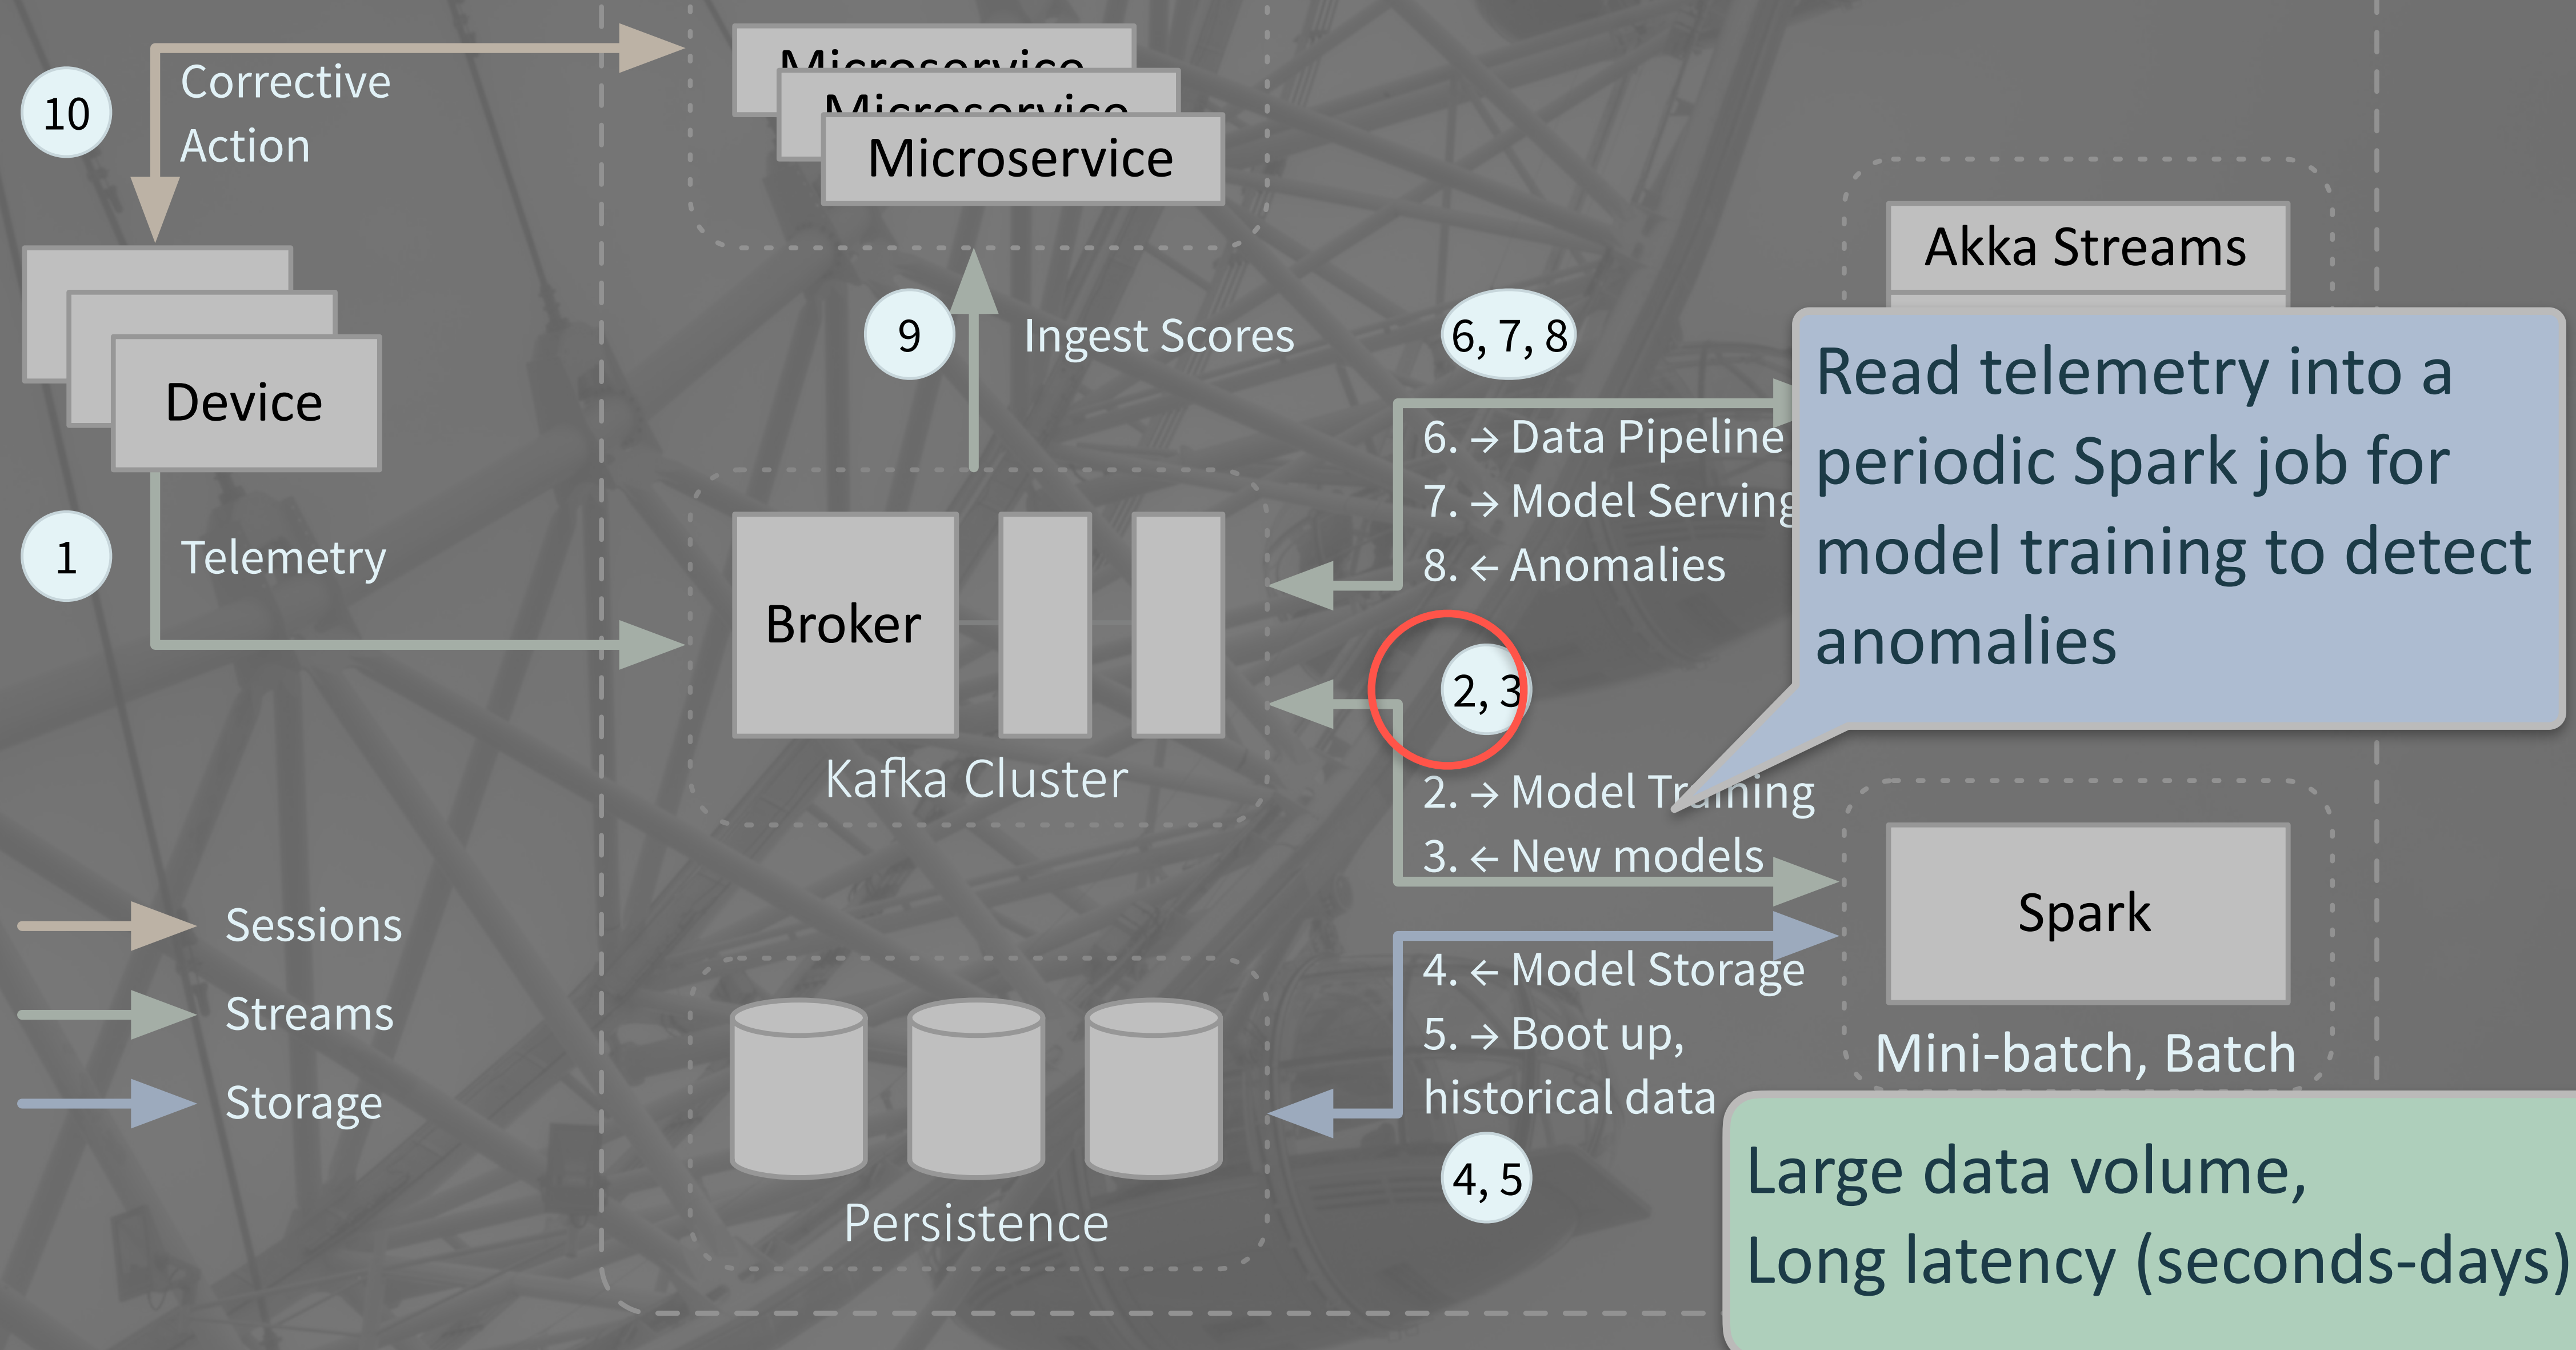 10
Corrective
Action
Microservice
Microservice
Microservice
Akka Streams
Device
9
Ingest Scores
6, 7, 8
Read telemetry into a
periodic Spark job for
model training to detect
anomalies
6. → Data Pipeline
7. → Model Serving
8. ← Anomalies
1
Telemetry
Broker
Kafka Cluster
2, 3
2. → Model Training
3. ← New models
Spark
Mini-batch, Batch
Sessions
Streams
Storage
4. ← Model Storage
5. → Boot up,
historical data
4, 5
Persistence
Large data volume,
Long latency (seconds-days)